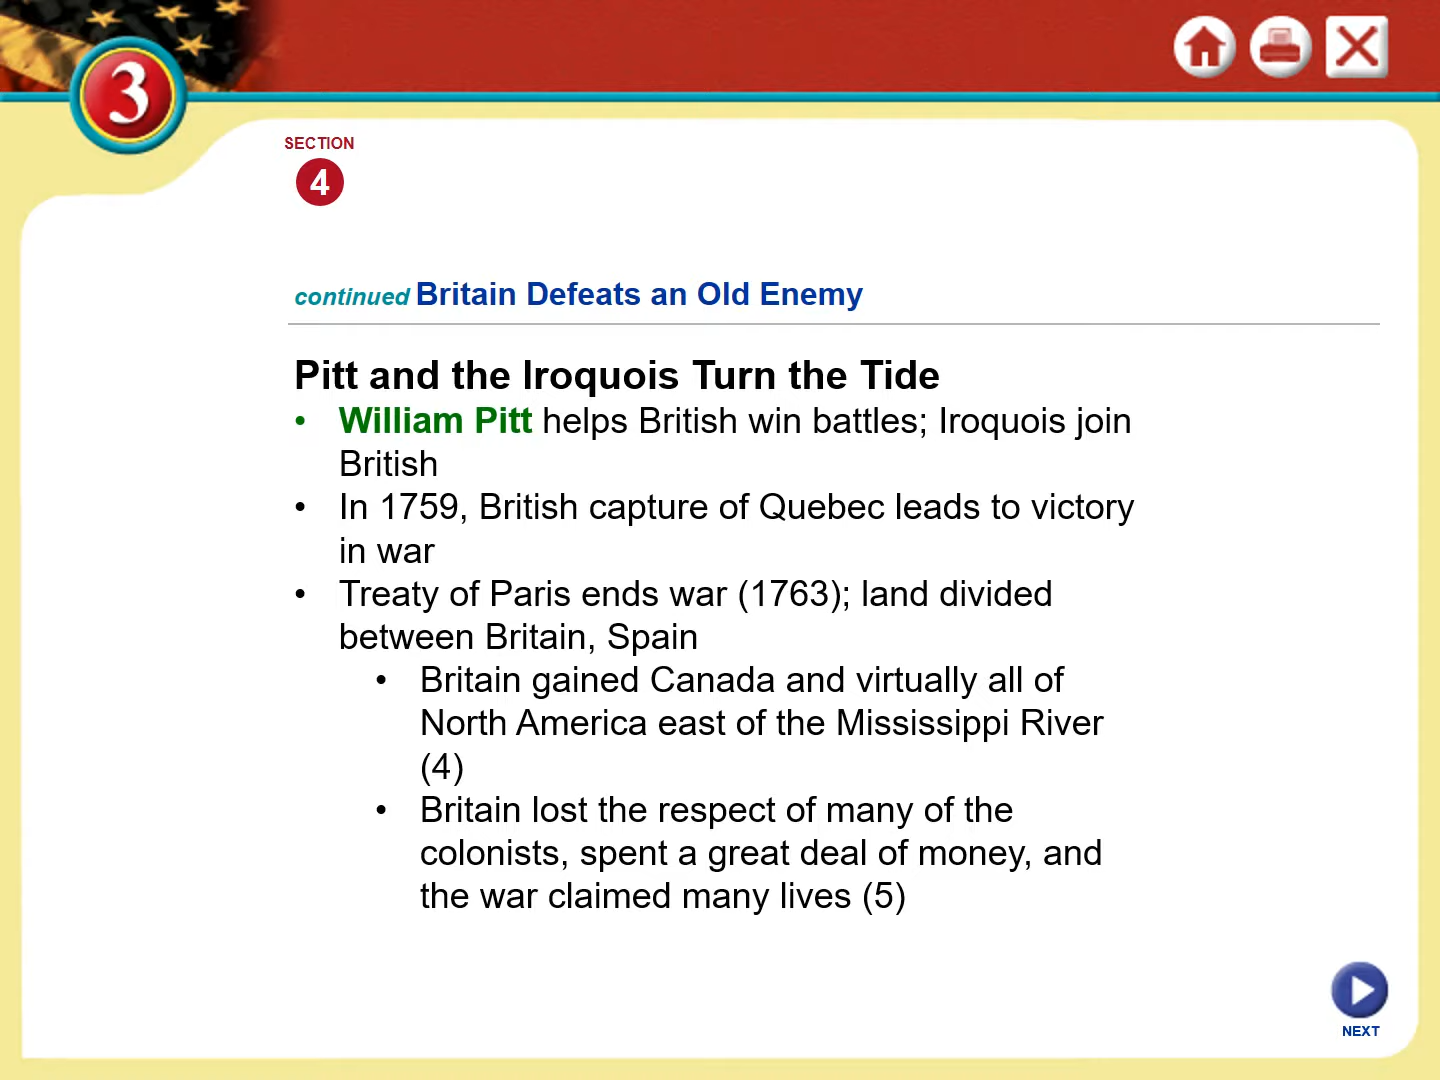 3
SECTION
4
continued Britain Defeats an Old Enemy
Pitt and the Iroquois Turn the Tide
• William Pitt helps British win battles; Iroquois join
British
• In 1759, British capture of Quebec leads to victory
in war
• Treaty of Paris ends war (1763); land divided
between Britain, Spain
• Britain gained Canada and virtually all of
North America east of the Mississippi River
(4)
• Britain lost the respect of many of the
colonists, spent a great deal of money, and
the war claimed many lives (5)
NEXT